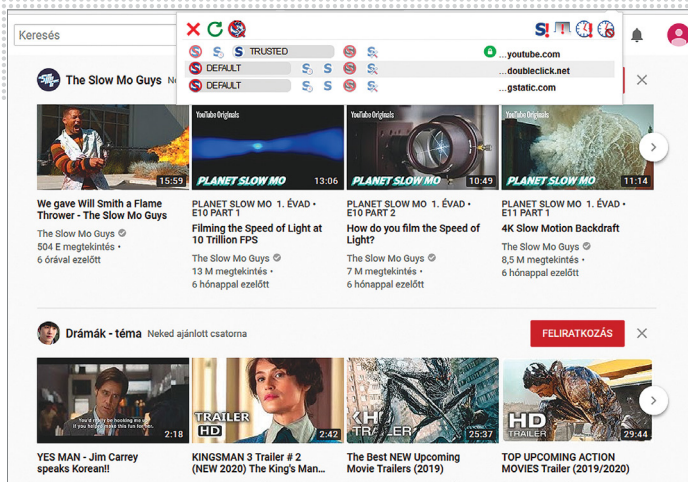 Keresés
TRUSTED
...youtube.com
DEFAULT
...doubleclick.net
DEFAULT
...gstatic.com
The Slow Mo Guys
YouTube Originals
YouTube Originals
YouTube Originals
PLANET SLOW MO
PLANET SLOW MO
PLANET SLOW MO
15:59
13:06
10:49
11:14
We gave Will Smith a Flame
Thrower - The Slow Mo Guys
The Slow Mo Guys
504 E megtekintés •
6 órával ezelőtt
PLANET SLOW MO 1. ÉVAD •
E10 PART 1
Filming the Speed of Light at
10 Trillion FPS
The Slow Mo Guys
13 M megtekintés •
6 hónappal ezelőtt
PLANET SLOW MO 1. ÉVAD •
E10 PART 2
How do you film the Speed of
Light?
The Slow Mo Guys
7 M megtekintés •
6 hónappal ezelőtt
PLANET SLOW MO 1. ÉVAD •
E11 PART 1
4K Slow Motion Backdraft
The Slow Mo Guys
8,5 M megtekintés •
6 hónappal ezelőtt
Drámák - téma Neked ajánlott csatorna
FELIRATKOZÁS
2:18
TRAILER
HD
2:42
25:37
HD
TRAILER
29:44
YES MAN - Jim Carrey
speaks Korean!!
KINGSMAN 3 Trailer # 2
(NEW 2020) The King's Man...
The Best NEW Upcoming
Movie Trailers (2019)
TOP UPCOMING ACTION
MOVIES Trailer (2019/2020)